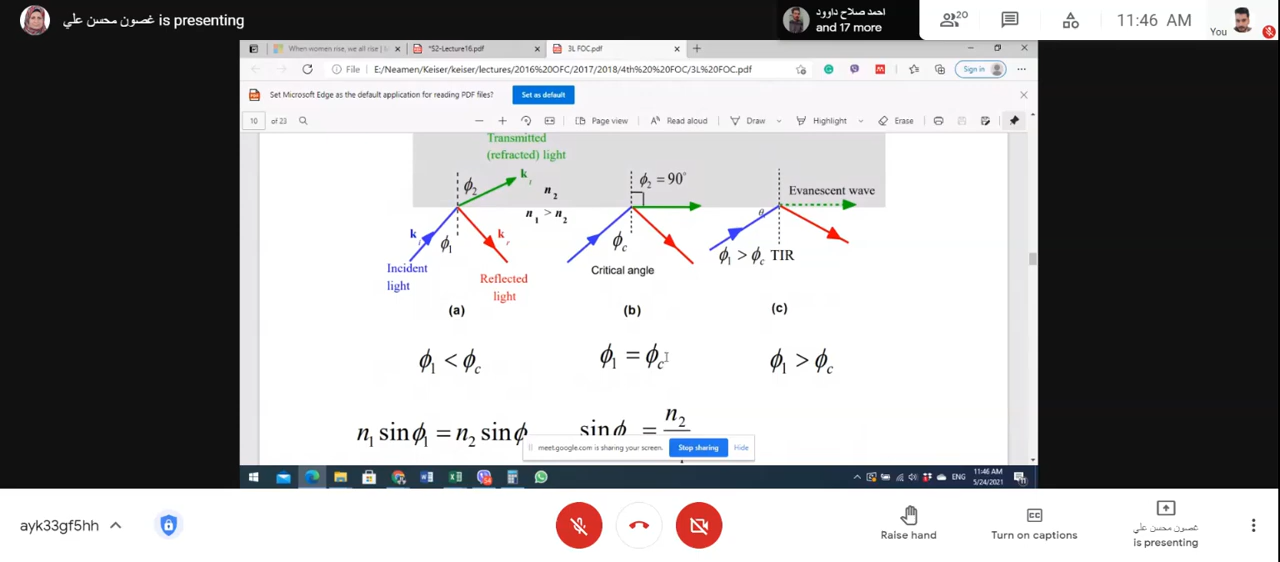 غصون محسن علي is presenting
احمد صلاح داوود
and 17 more
20
11:46 AM
You
When women rise, we all rise | b
*S2-Lecture16.pdf
3L FOC.pdf
File
E:/Neamen/Keiser/keiser/lectures/2016%20OFC/2017/2018/4th%20%20FOC/3L%20FOC.pdf
Sign in
Set Microsoft Edge as the default application for reading PDF files?
Set as default
10 of 23
Page view
Read aloud
Draw
Highlight
Erase
Transmitted
(refracted) light
ϕ₂
n₂
n₁ > n₂
ϕ₁
Incident
light
Reflected
light
(a)
ϕ₂ = 90°
ϕc
Critical angle
(b)
Evanescent wave
ϕ₁ > ϕc TIR
(c)
ϕ₁ < ϕc
ϕ₁ = ϕc
ϕ₁ > ϕc
n₁ sin ϕ₁ = n₂ sin ϕ
sin ϕ = n₂
meet.google.com is sharing your screen.
Stop sharing
Hide
ENG
11:46 AM
5/24/2021
ayk33gf5hh
Raise hand
Turn on captions
غصون محسن علي
is presenting